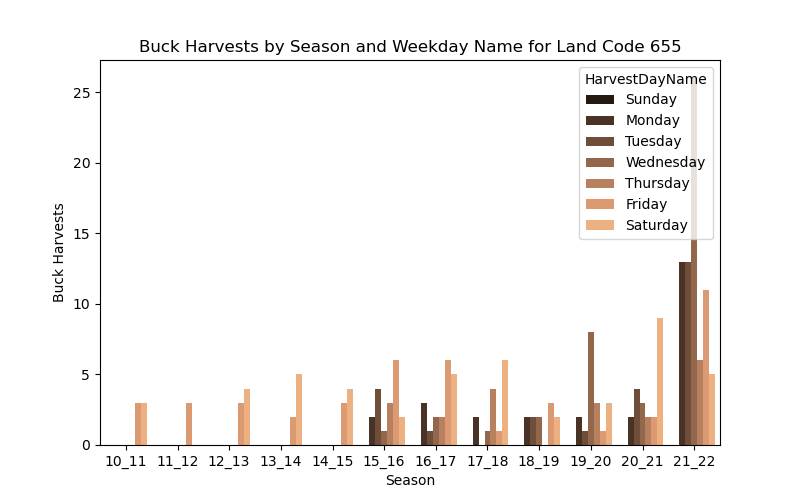 Buck Harvests by Season and Weekday Name for Land Code 655
HarvestDayName
Sunday
Monday
Tuesday
Wednesday
Thursday
Friday
Saturday
25
20
15
10
5
0
Buck Harvests
10_11 11_12 12_13 13_14 14_15 15_16 16_17 17_18 18_19 19_20 20_21 21_22
Season